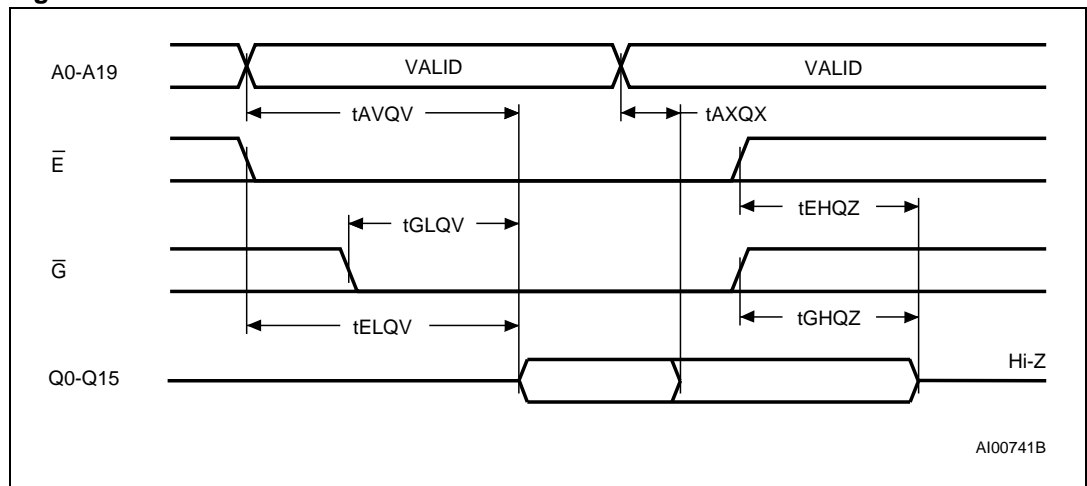 A0-A19
VALID
VALID
tAVQV
tAXQX
E̅
tEHQZ
tGLQV
G̅
tELQV
tGHQZ
Q0-Q15
Hi-Z
AI00741B